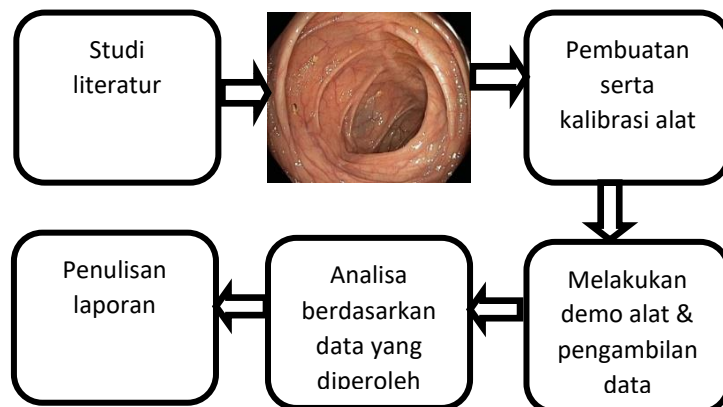 Studi
literatur
Pembuatan
serta
kalibrasi alat
Melakukan
demo alat &
pengambilan
data
Analisa
berdasarkan
data yang
diperoleh
Penulisan
laporan